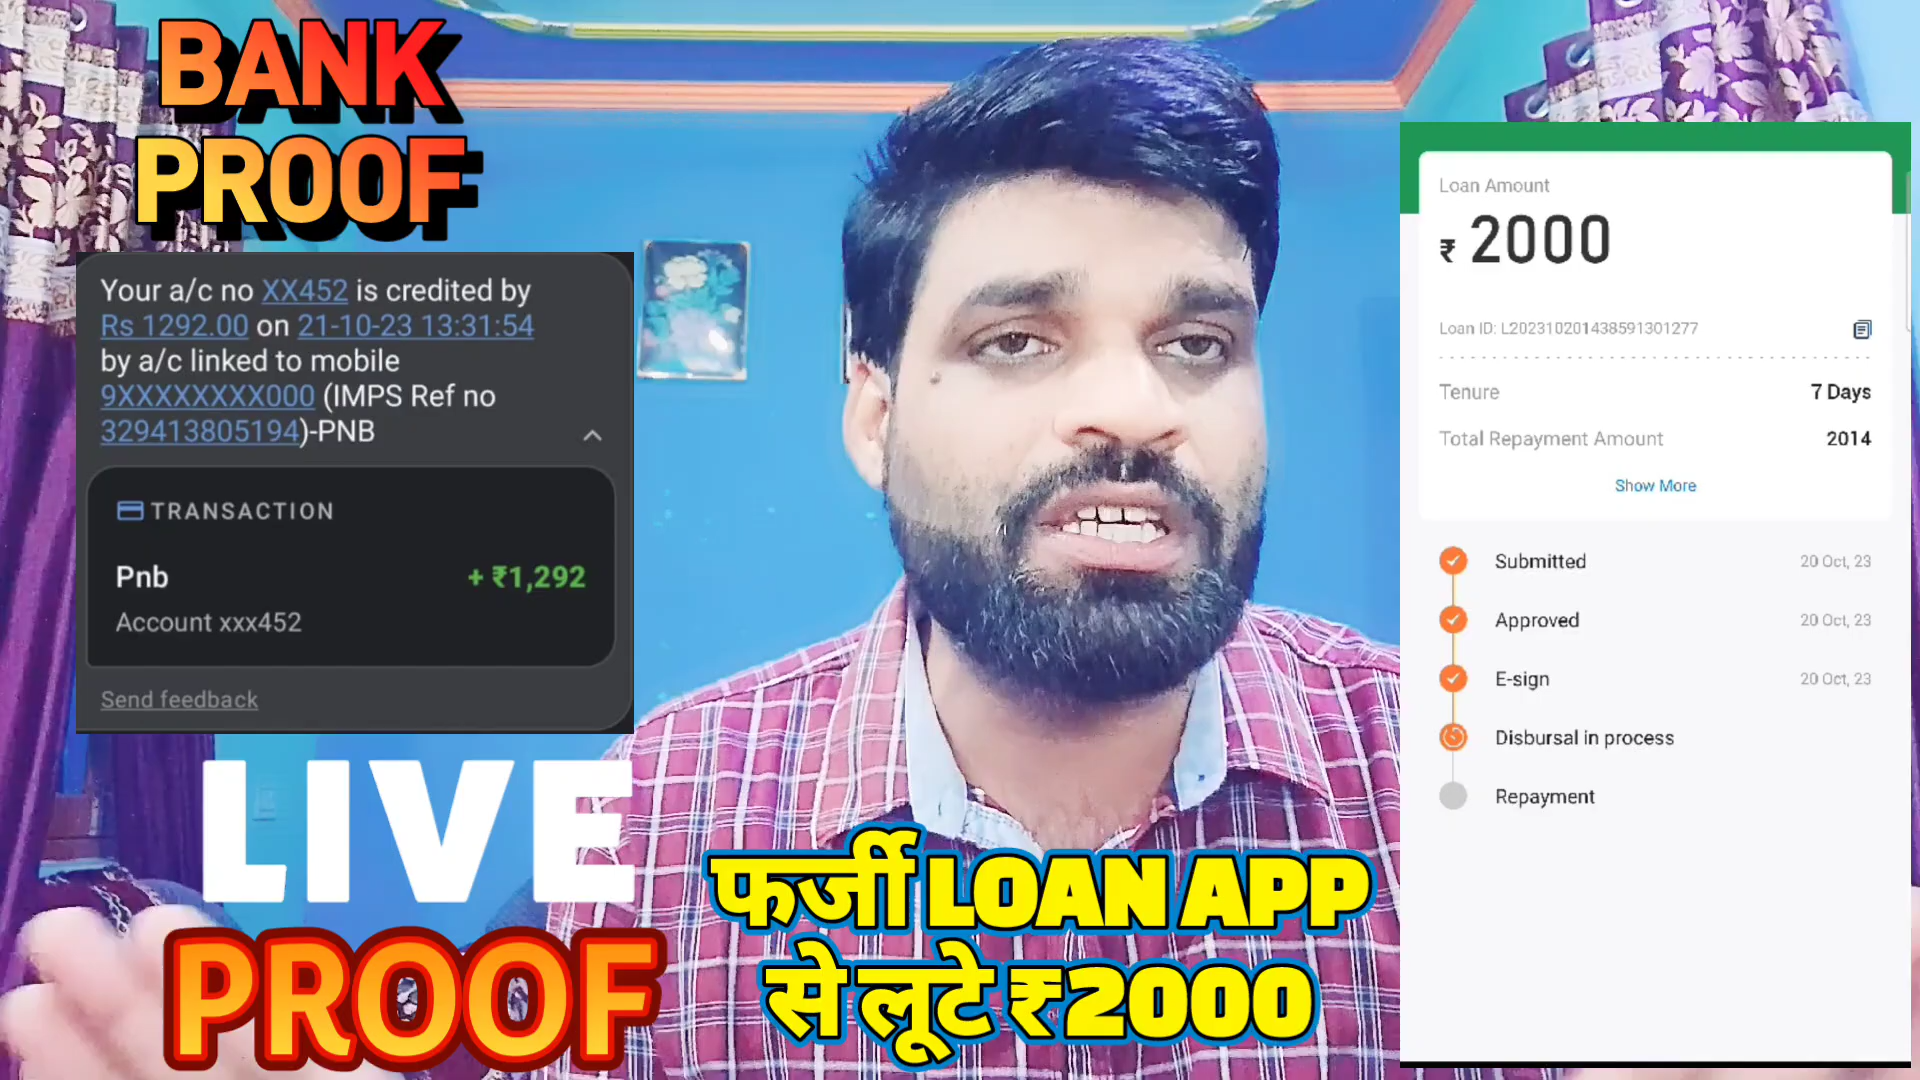 BANK
PROOF
Your a/c no XX452 is credited by
Rs 1292.00 on 21-10-23 13:31:54
by a/c linked to mobile
9XXXXXXXX000 (IMPS Ref no
329413805194)-PNB
TRANSACTION
Pnb
+ ₹1,292
Account xxx452
Send feedback
LIVE
PROOF
फर्जी LOAN APP
से लूटे ₹2000
Loan Amount
₹ 2000
Loan ID: L202310201438591301277
Tenure 7 Days
Total Repayment Amount 2014
Show More
Submitted 20 Oct, 23
Approved 20 Oct, 23
E-sign 20 Oct, 23
Disbursal in process
Repayment